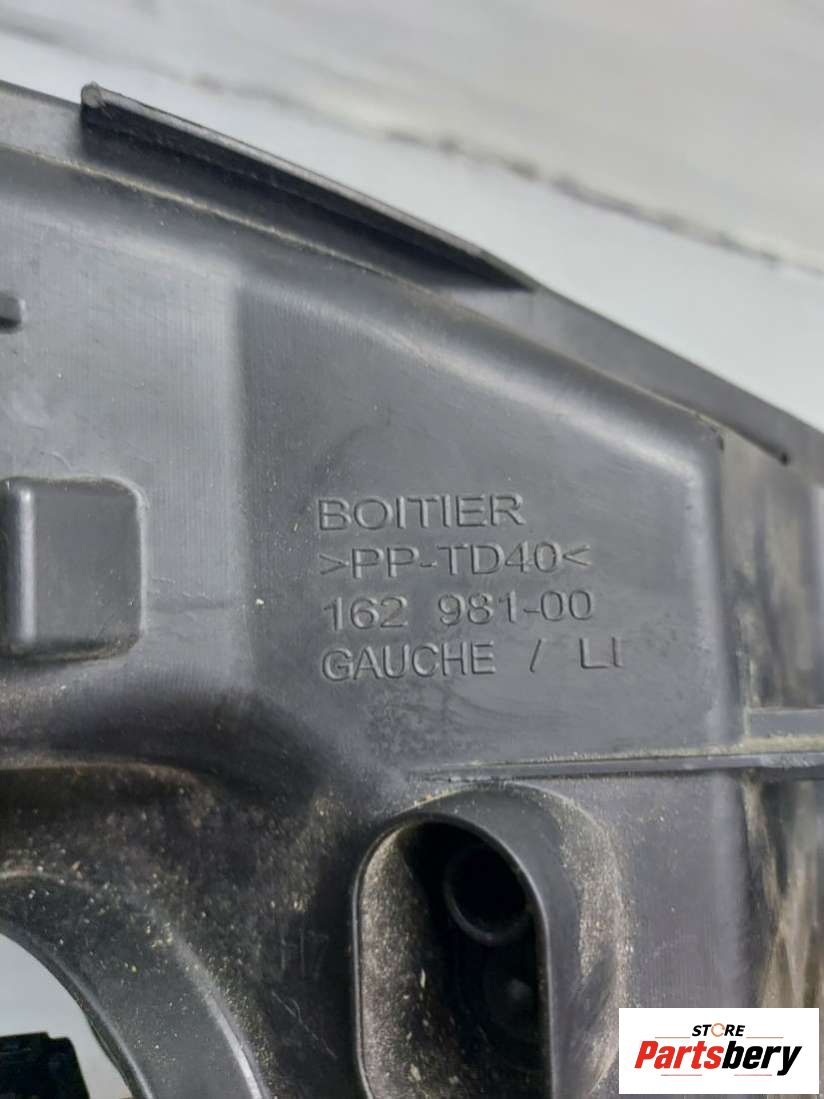 BOITIER
>PP-TD40<
162 981-00
GAUCHE / LI
STORE
Partsbery